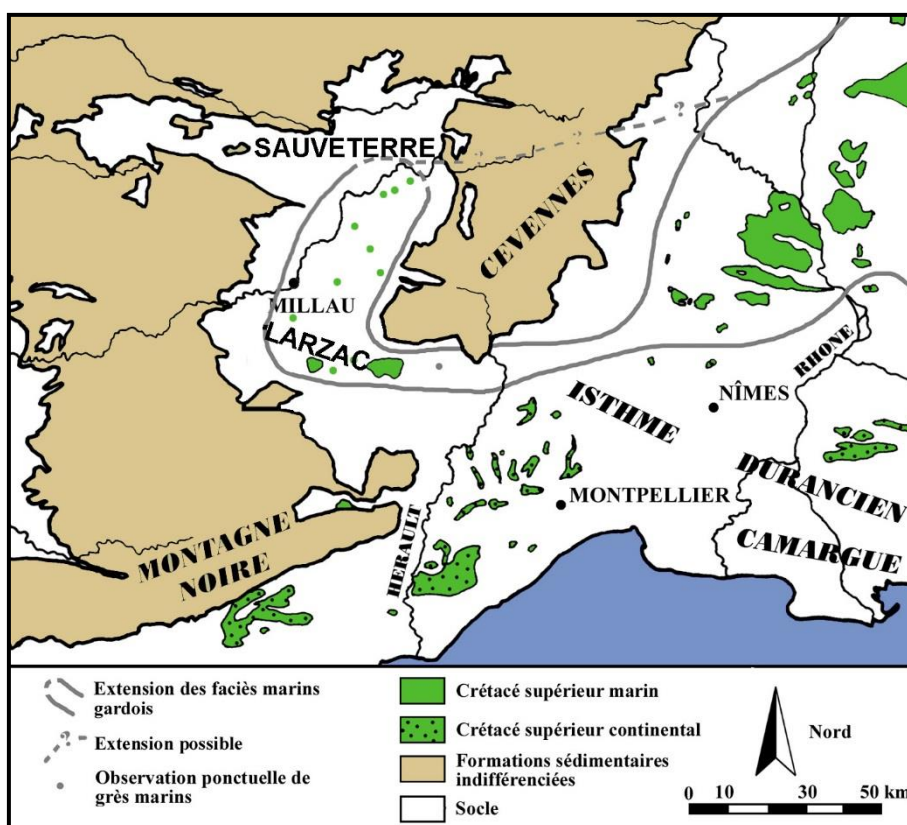 SAUVETERRE
CEVENNES
MILLAU
LARZAC
RHONE
NÎMES
ISTHME
DURANCIEN
MONTPELLIER
CAMARGUE
HERAULT
MONTAGNE
NOIRE
?
?
?
Extension des faciès marins
gardois
?
Extension possible
Observation ponctuelle de
grès marins
Crétacé supérieur marin
Crétacé supérieur continental
Formations sédimentaires
indifférenciées
Socle
Nord
0 10 30 50 km